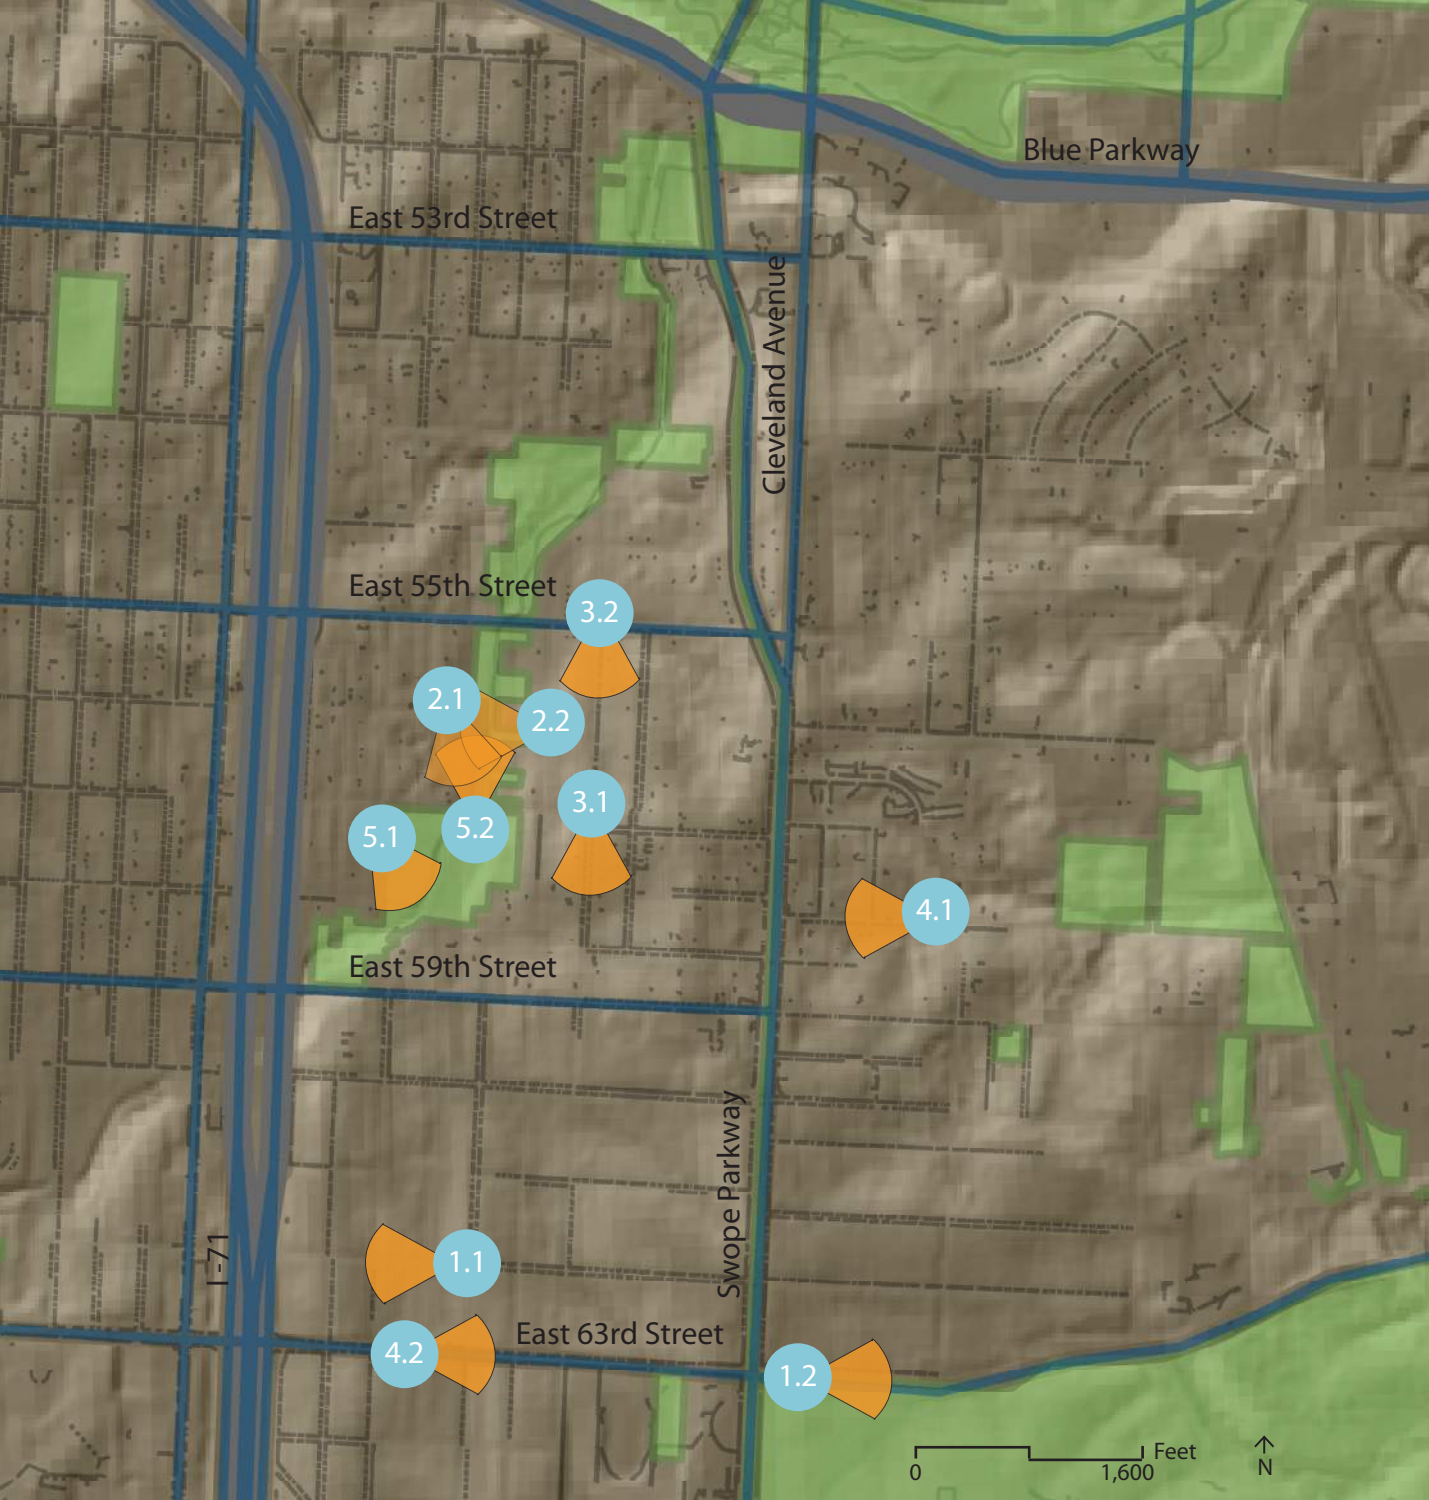 Blue Parkway
East 53rd Street
Cleveland Avenue
East 55th Street
3.2
2.1
2.2
3.1
5.2
5.1
4.1
East 59th Street
Swope Parkway
I-71
1.1
East 63rd Street
4.2
1.2
Feet
0
1,600
N